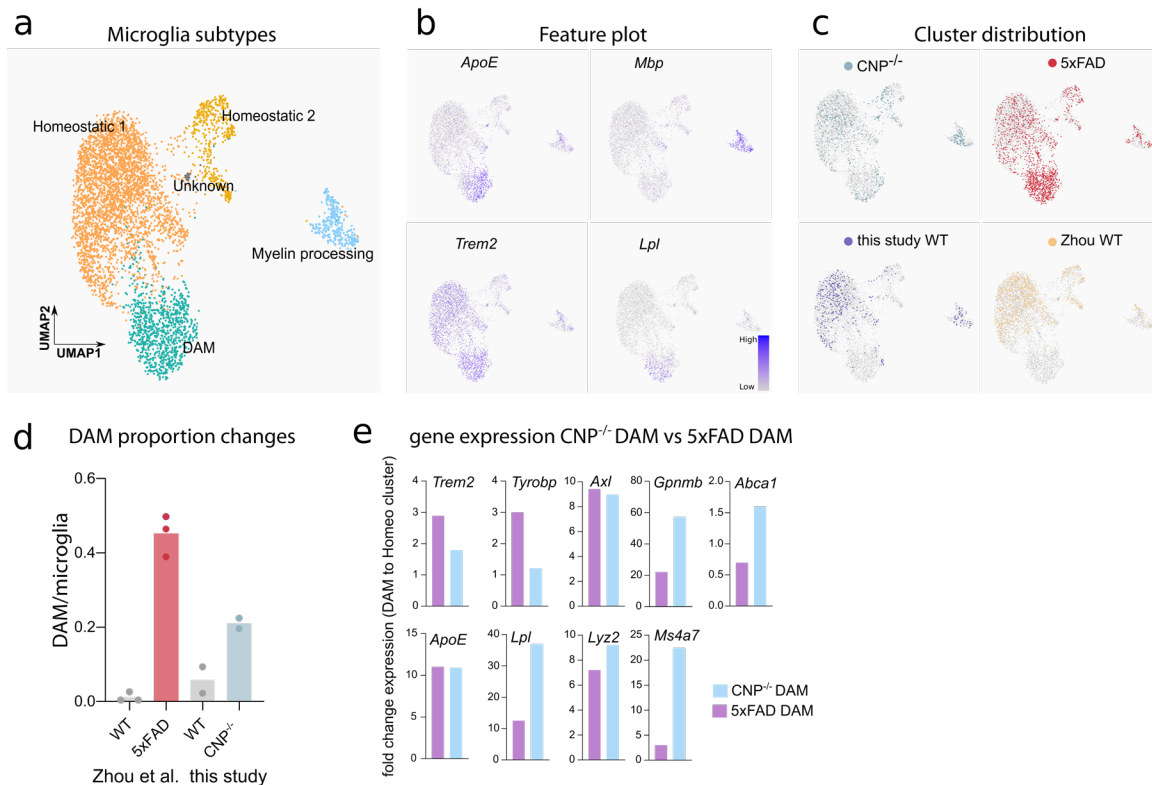 a
Microglia subtypes
Homeostatic 1
Homeostatic 2
Unknown
Myelin processing
DAM
UMAP2
UMAP1
b
Feature plot
ApoE
Mbp
Trem2
Lpl
High
Low
c
Cluster distribution
CNP-/-
5xFAD
this study WT
Zhou WT
d
DAM proportion changes
DAM/microglia
0.6
0.4
0.2
0.0
WT
5xFAD
WT
CNP-/-
Zhou et al. this study
e
gene expression CNP-/- DAM vs 5xFAD DAM
fold change expression (DAM to Homeo cluster)
Trem2
4
3
2
1
0
Tyrobp
4
3
2
1
0
Axl
10
8
6
4
2
0
Gpnmb
80
60
40
20
0
Abca1
2.0
1.5
1.0
0.5
0.0
ApoE
15
10
5
0
Lpl
40
30
20
10
0
Lyz2
10
8
6
4
2
0
Ms4a7
25
20
15
10
5
0
CNP-/- DAM
5xFAD DAM